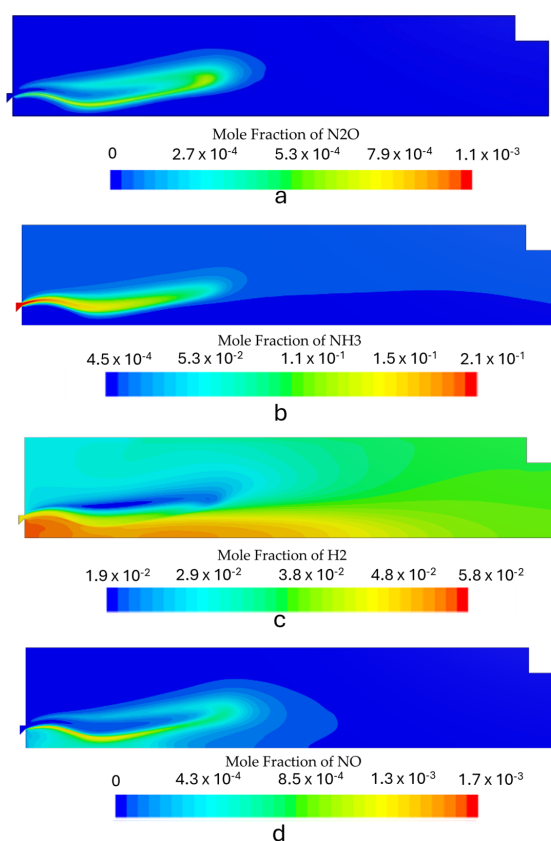 Mole Fraction of N2O
0 2.7 x 10⁻⁴ 5.3 x 10⁻⁴ 7.9 x 10⁻⁴ 1.1 x 10⁻³
a
Mole Fraction of NH3
4.5 x 10⁻⁴ 5.3 x 10⁻² 1.1 x 10⁻¹ 1.5 x 10⁻¹ 2.1 x 10⁻¹
b
Mole Fraction of H2
1.9 x 10⁻² 2.9 x 10⁻² 3.8 x 10⁻² 4.8 x 10⁻² 5.8 x 10⁻²
c
Mole Fraction of NO
0 4.3 x 10⁻⁴ 8.5 x 10⁻⁴ 1.3 x 10⁻³ 1.7 x 10⁻³
d